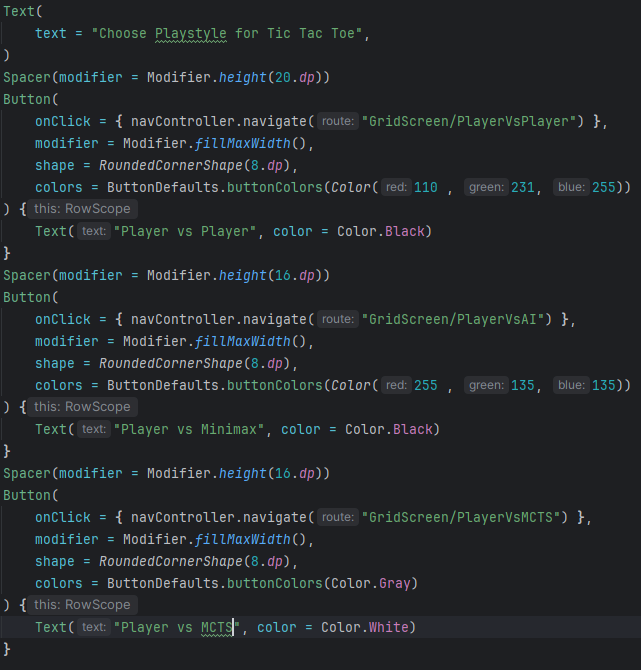 Text(
    text = "Choose Playstyle for Tic Tac Toe",
)
Spacer(modifier = Modifier.height(20.dp))
Button(
    onClick = { navController.navigate( route: "GridScreen/PlayerVsPlayer") },
    modifier = Modifier.fillMaxWidth(),
    shape = RoundedCornerShape(8.dp),
    colors = ButtonDefaults.buttonColors(Color( red: 110 , green: 231, blue: 255))
) { this: RowScope
    Text( text: "Player vs Player", color = Color.Black)
}
Spacer(modifier = Modifier.height(16.dp))
Button(
    onClick = { navController.navigate( route: "GridScreen/PlayerVsAI") },
    modifier = Modifier.fillMaxWidth(),
    shape = RoundedCornerShape(8.dp),
    colors = ButtonDefaults.buttonColors(Color( red: 255 , green: 135, blue: 135))
) { this: RowScope
    Text( text: "Player vs Minimax", color = Color.Black)
}
Spacer(modifier = Modifier.height(16.dp))
Button(
    onClick = { navController.navigate( route: "GridScreen/PlayerVsMCTS") },
    modifier = Modifier.fillMaxWidth(),
    shape = RoundedCornerShape(8.dp),
    colors = ButtonDefaults.buttonColors(Color.Gray)
) { this: RowScope
    Text( text: "Player vs MCTS", color = Color.White)
}